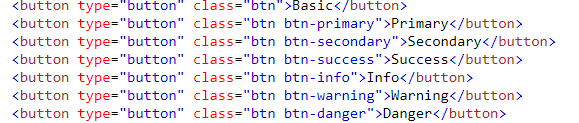 <button type="button" class="btn">Basic</button>
<button type="button" class="btn btn-primary">Primary</button>
<button type="button" class="btn btn-secondary">Secondary</button>
<button type="button" class="btn btn-success">Success</button>
<button type="button" class="btn btn-info">Info</button>
<button type="button" class="btn btn-warning">Warning</button>
<button type="button" class="btn btn-danger">Danger</button>